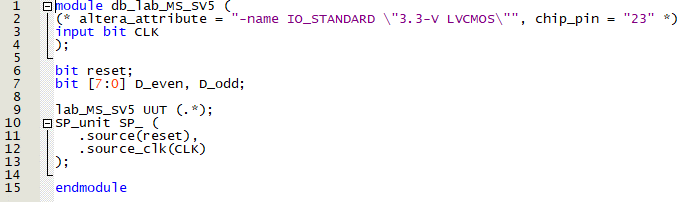 1 module db_lab_MS_SV5 (
2 (* altera_attribute = "-name IO_STANDARD \"3.3-V LVCMOS\"", chip_pin = "23" *)
3 input bit CLK
4 );
5
6 bit reset;
7 bit [7:0] D_even, D_odd;
8
9 lab_MS_SV5 UUT (.*);
10 SP_unit SP_ (
11 .source(reset),
12 .source_clk(CLK)
13 );
14
15 endmodule